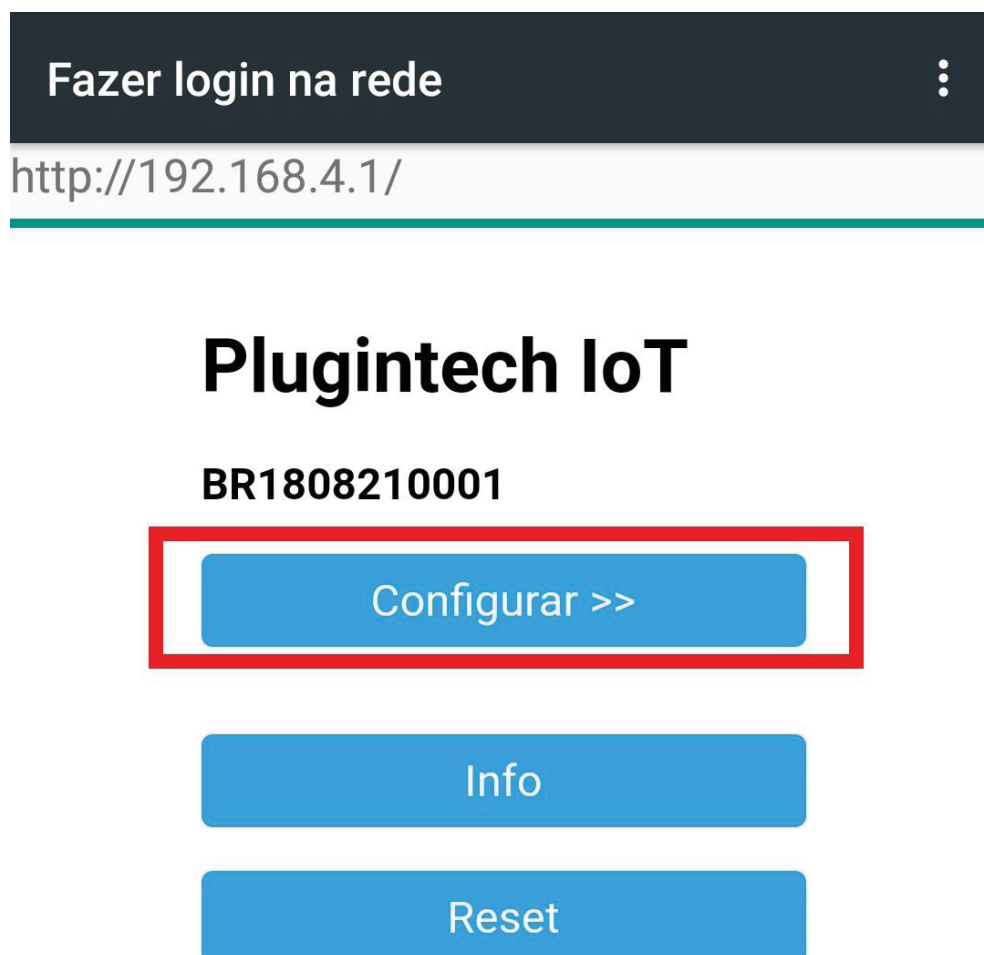 Fazer login na rede
http://192.168.4.1/
Plugintech IoT
BR1808210001
Configurar >>
Info
Reset